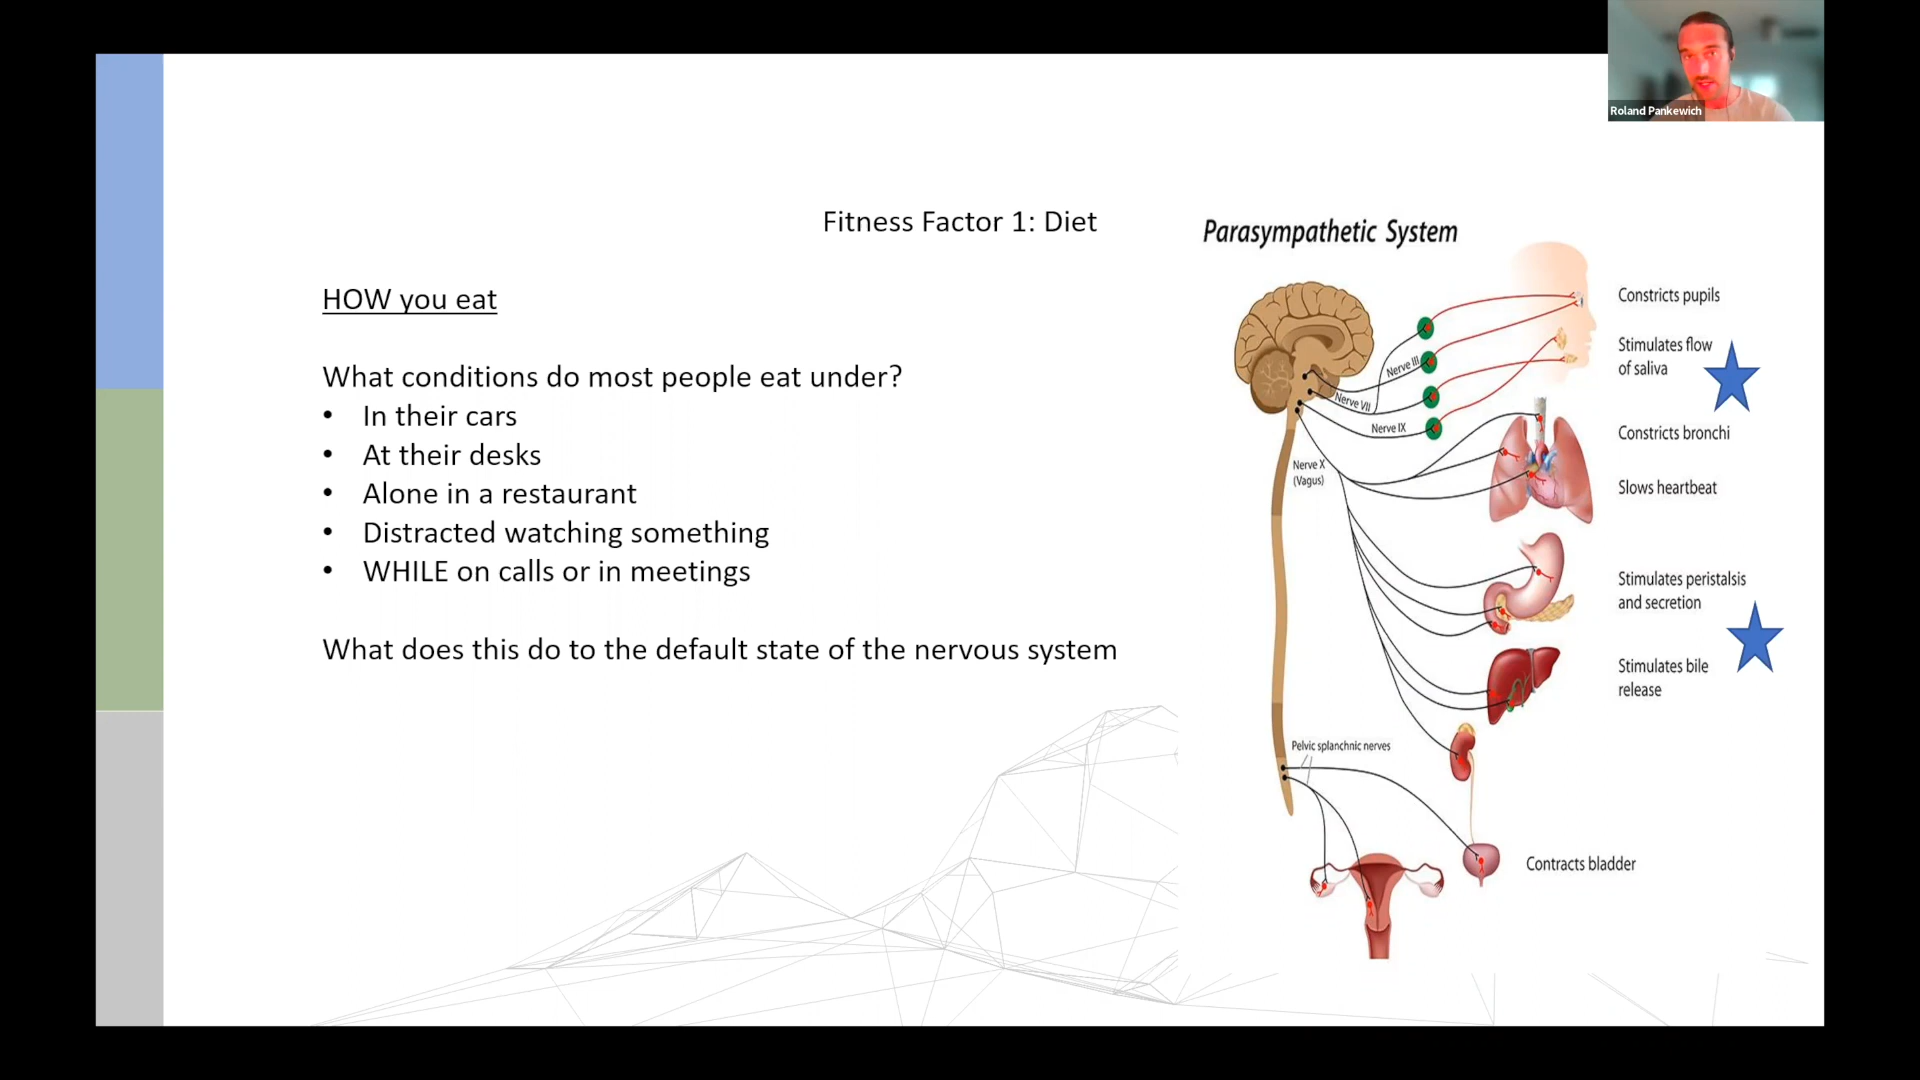 Roland Pankewich
Fitness Factor 1: Diet
HOW you eat
What conditions do most people eat under?
• In their cars
• At their desks
• Alone in a restaurant
• Distracted watching something
• WHILE on calls or in meetings
What does this do to the default state of the nervous system
Parasympathetic System
Constricts pupils
Stimulates flow
of saliva
Constricts bronchi
Slows heartbeat
Stimulates peristalsis
and secretion
Stimulates bile
release
Contracts bladder
Nerve III
Nerve VII
Nerve IX
Nerve X
(Vagus)
Pelvic splanchnic nerves